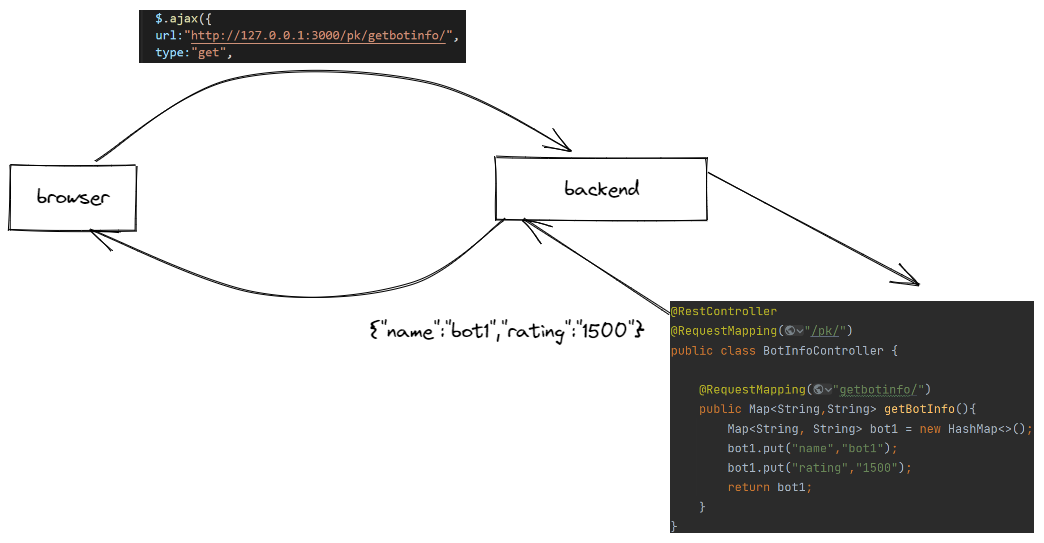 $.ajax({
url:"http://127.0.0.1:3000/pk/getbotinfo/",
type:"get",
browser
backend
{"name":"bot1","rating":"1500"}
@RestController
@RequestMapping("/pk/")
public class BotInfoController {
@RequestMapping("getbotinfo/")
public Map<String,String> getBotInfo(){
Map<String, String> bot1 = new HashMap<>();
bot1.put("name","bot1");
bot1.put("rating","1500");
return bot1;
}
}